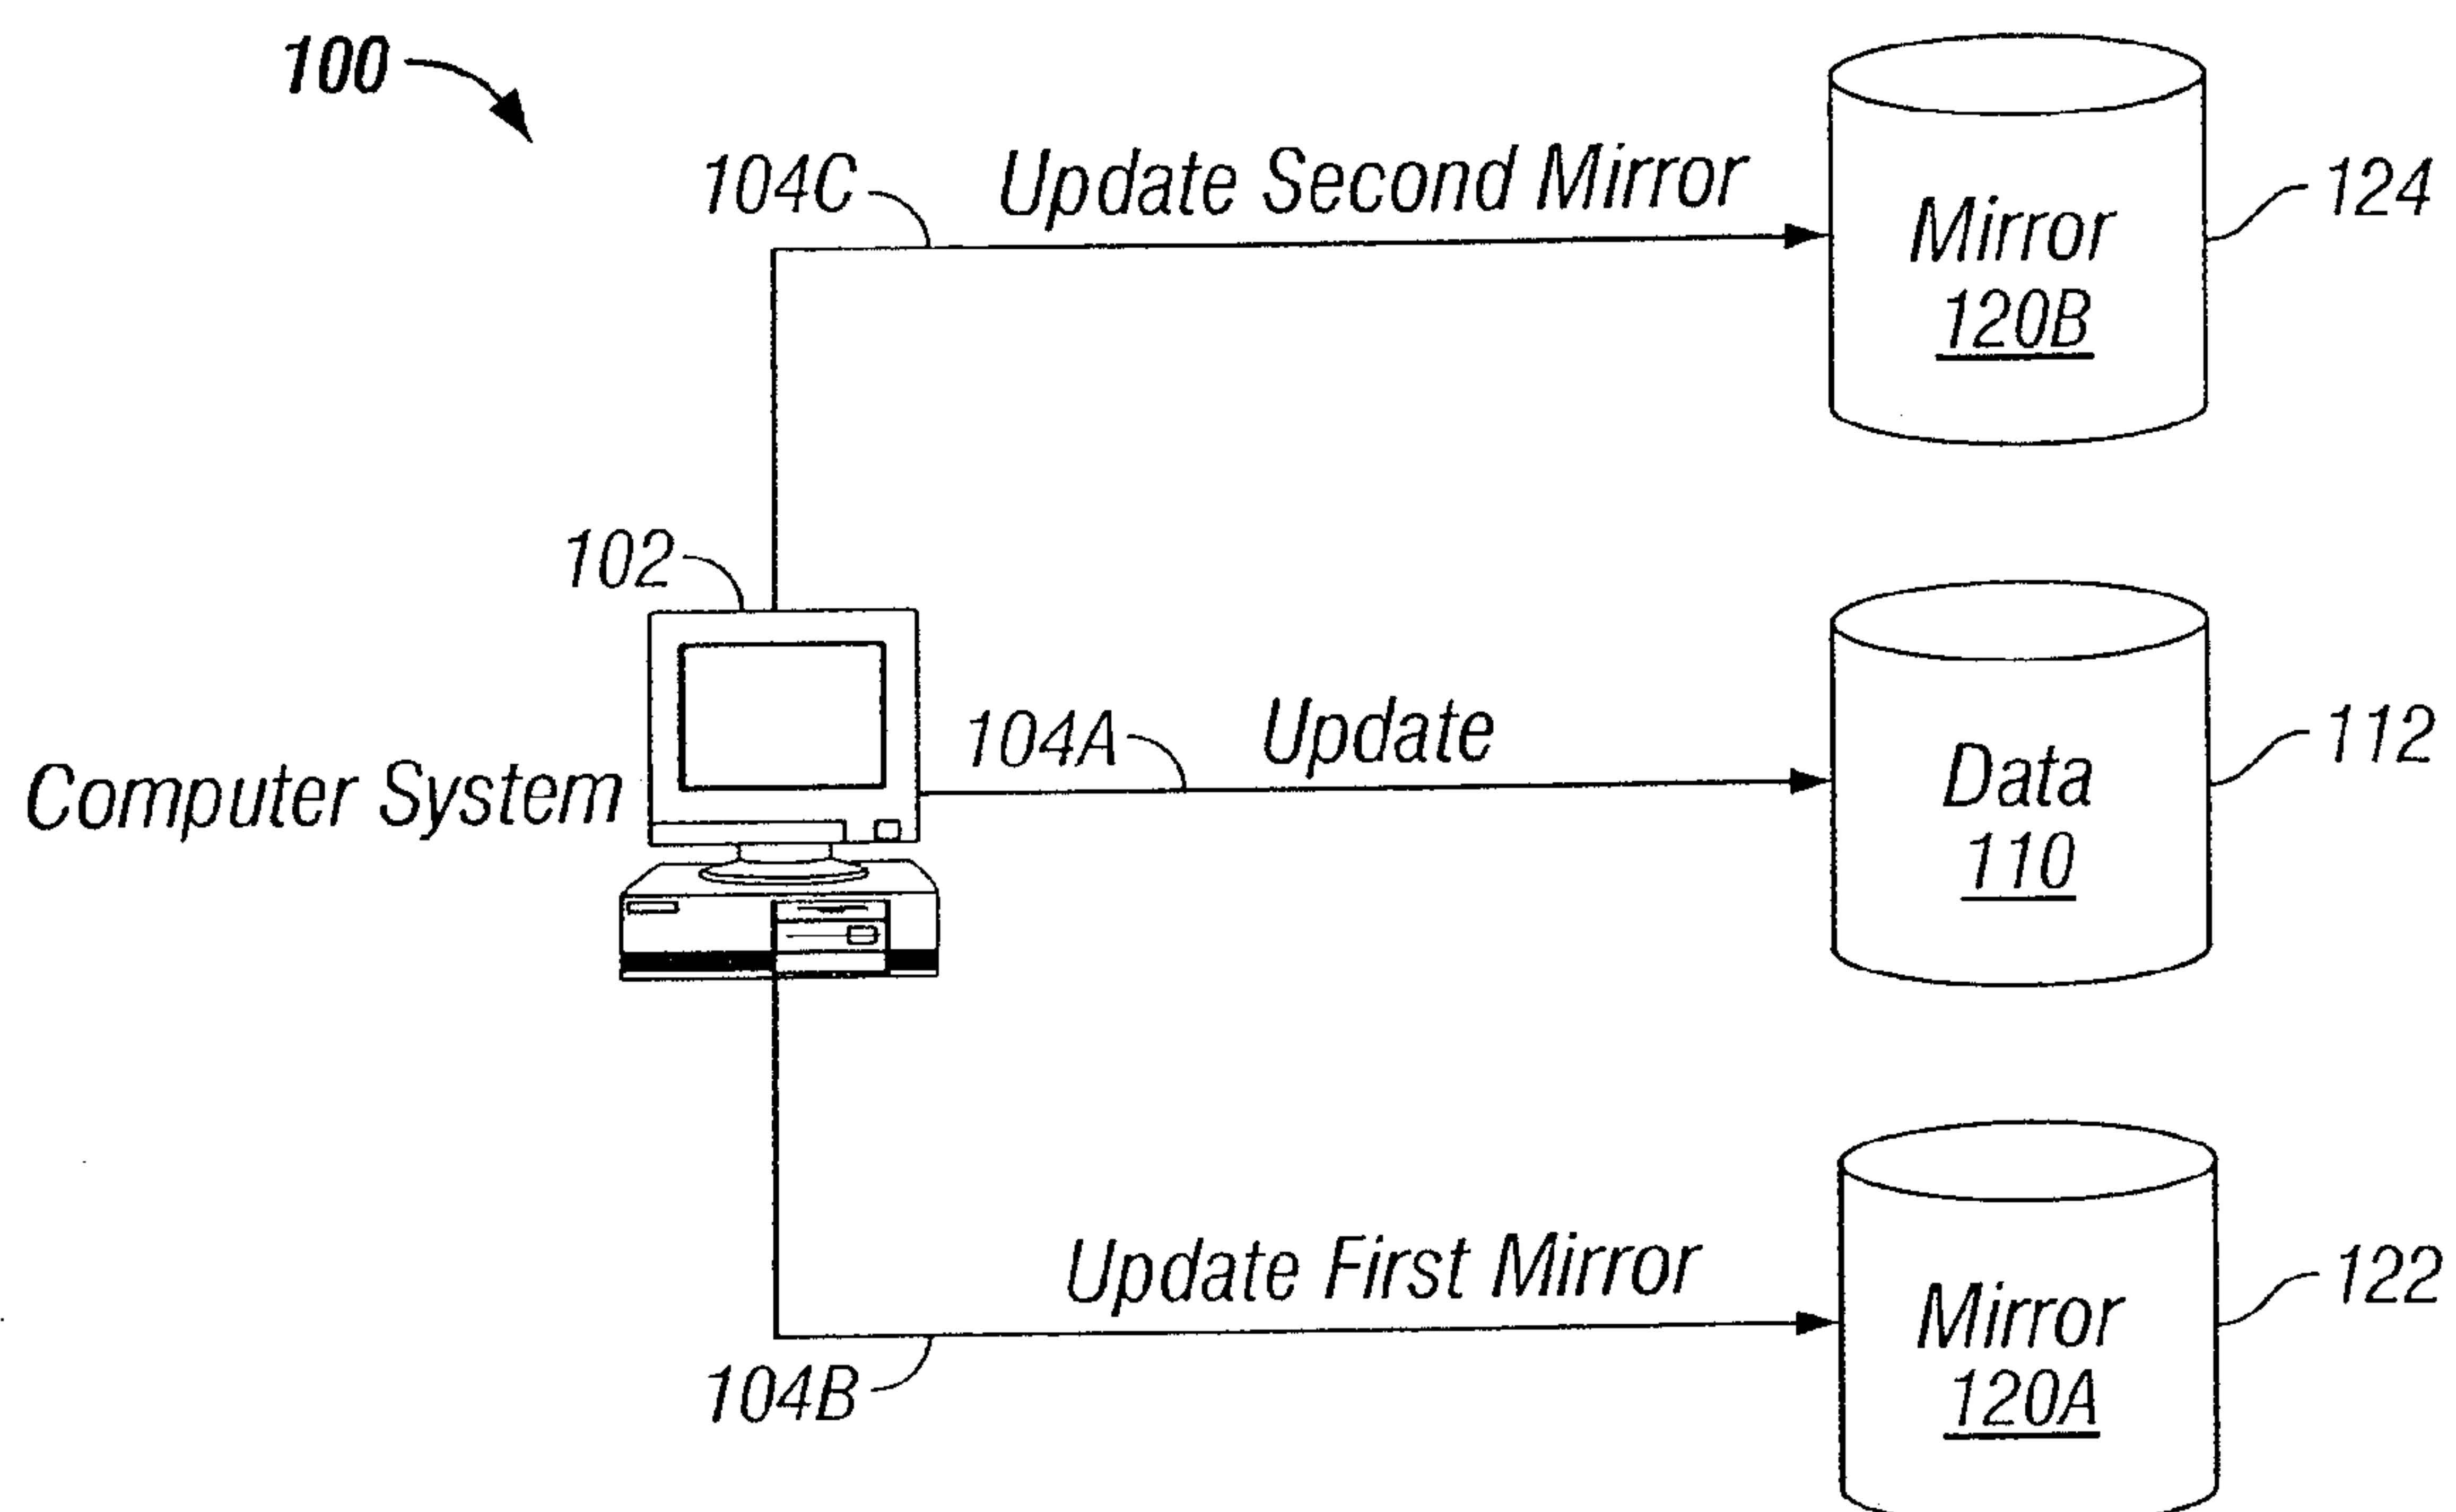 100
104C
Update Second Mirror
Mirror
120B
124
102
Computer System
104A
Update
Data
110
112
Update First Mirror
104B
Mirror
120A
122